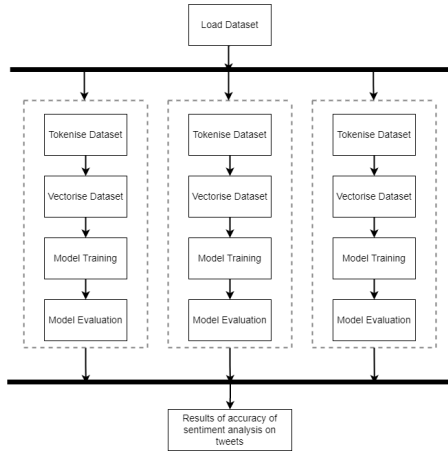 Load Dataset
Tokenise Dataset
Vectorise Dataset
Model Training
Model Evaluation
Tokenise Dataset
Vectorise Dataset
Model Training
Model Evaluation
Tokenise Dataset
Vectorise Dataset
Model Training
Model Evaluation
Results of accuracy of
sentiment analysis on
tweets